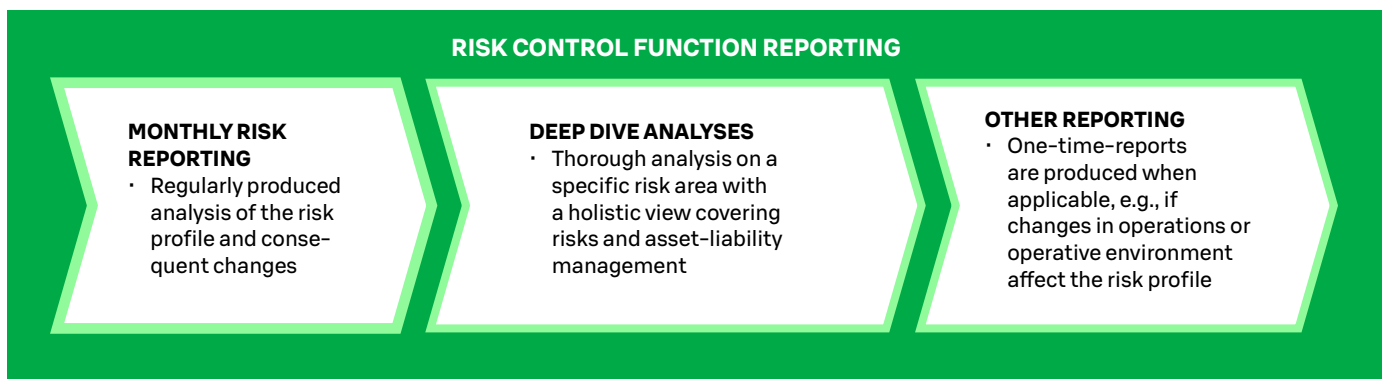 RISK CONTROL FUNCTION REPORTING
MONTHLY RISK
REPORTING
· Regularly produced
analysis of the risk
profile and conse-
quent changes
DEEP DIVE ANALYSES
· Thorough analysis on a
specific risk area with
a holistic view covering
risks and asset-liability
management
OTHER REPORTING
· One-time-reports
are produced when
applicable, e.g., if
changes in operations or
operative environment
affect the risk profile